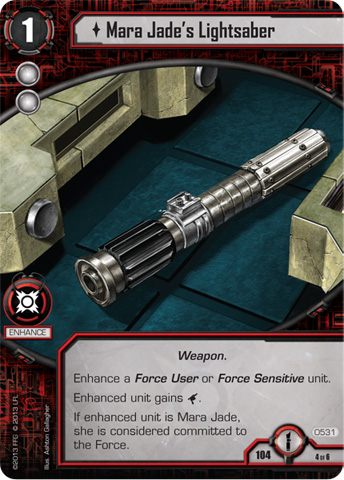 1
Mara Jade's Lightsaber
ENHANCE
Weapon.
Enhance a Force User or Force Sensitive unit.
Enhanced unit gains
If enhanced unit is Mara Jade,
she is considered committed to
the Force.
0531
104
4 OF 6
©2013 FFG © 2013 LFL
Illus. Ashton Gallagher